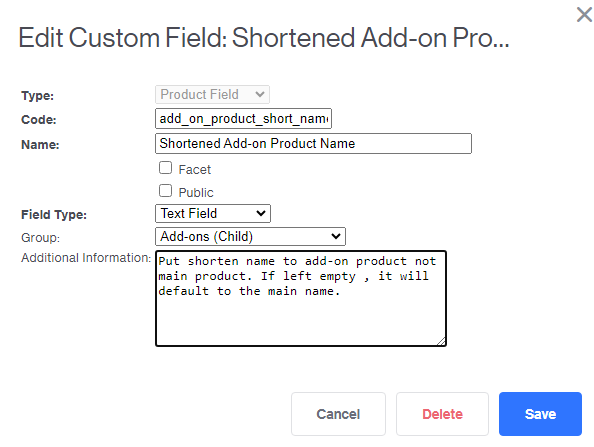 Edit Custom Field: Shortened Add-on Pro...
Type: Product Field
Code: add_on_product_short_nam
Name: Shortened Add-on Product Name
Facet
Public
Field Type: Text Field
Group: Add-ons (Child)
Additional Information: Put shorten name to add-on product not
main product. If left empty , it will
default to the main name.
Cancel Delete Save